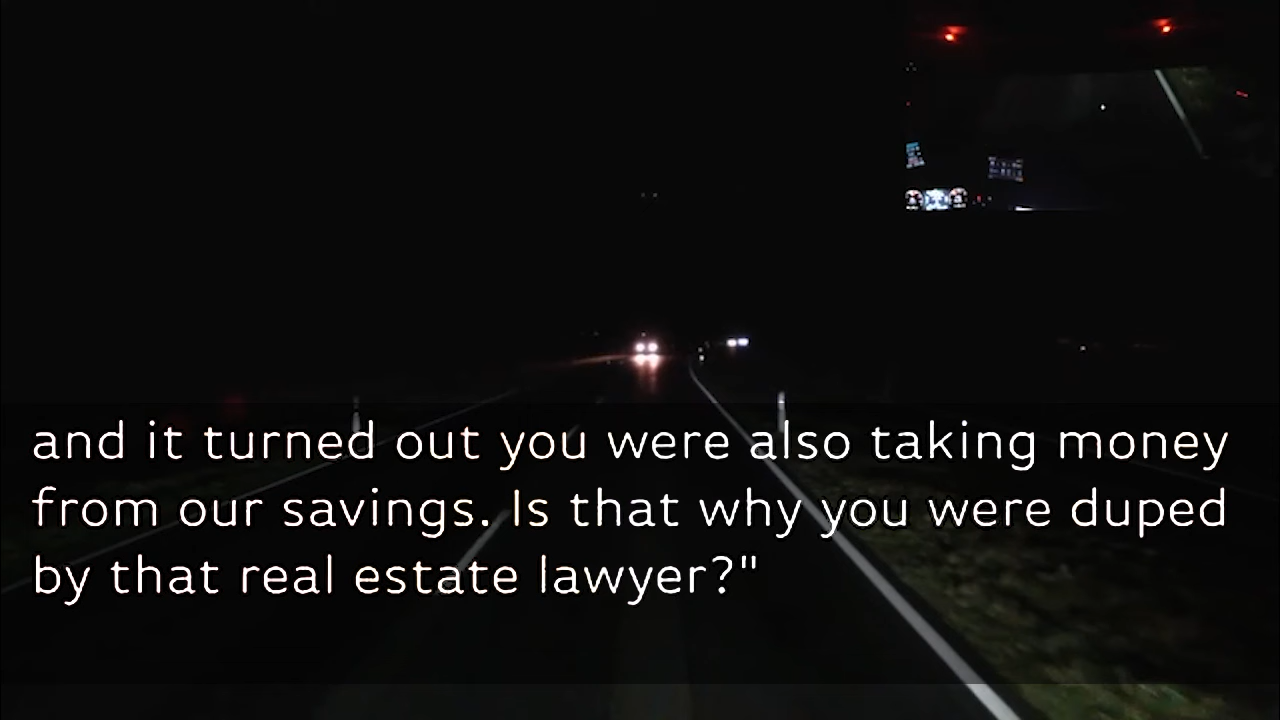 and it turned out you were also taking money
from our savings. Is that why you were duped
by that real estate lawyer?"